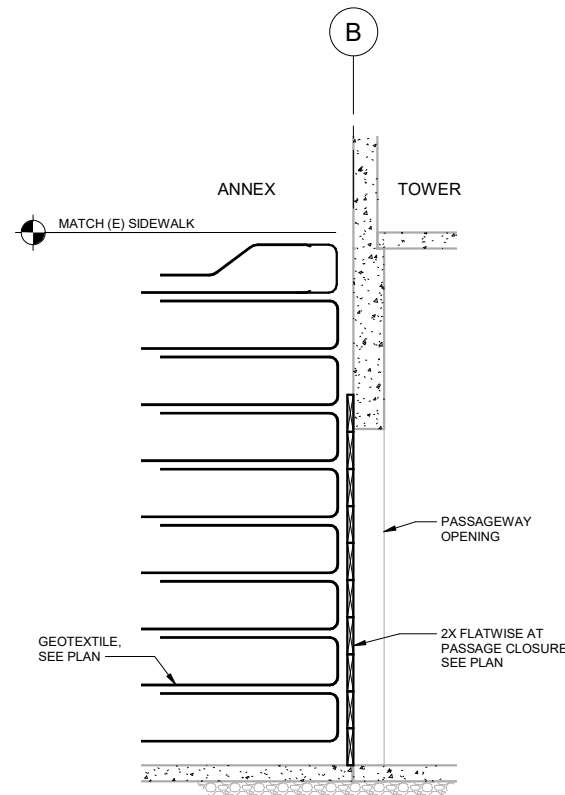 B
ANNEX
TOWER
MATCH (E) SIDEWALK
PASSAGEWAY
OPENING
GEOTEXTILE,
SEE PLAN
2X FLATWISE AT
PASSAGE CLOSURE
SEE PLAN